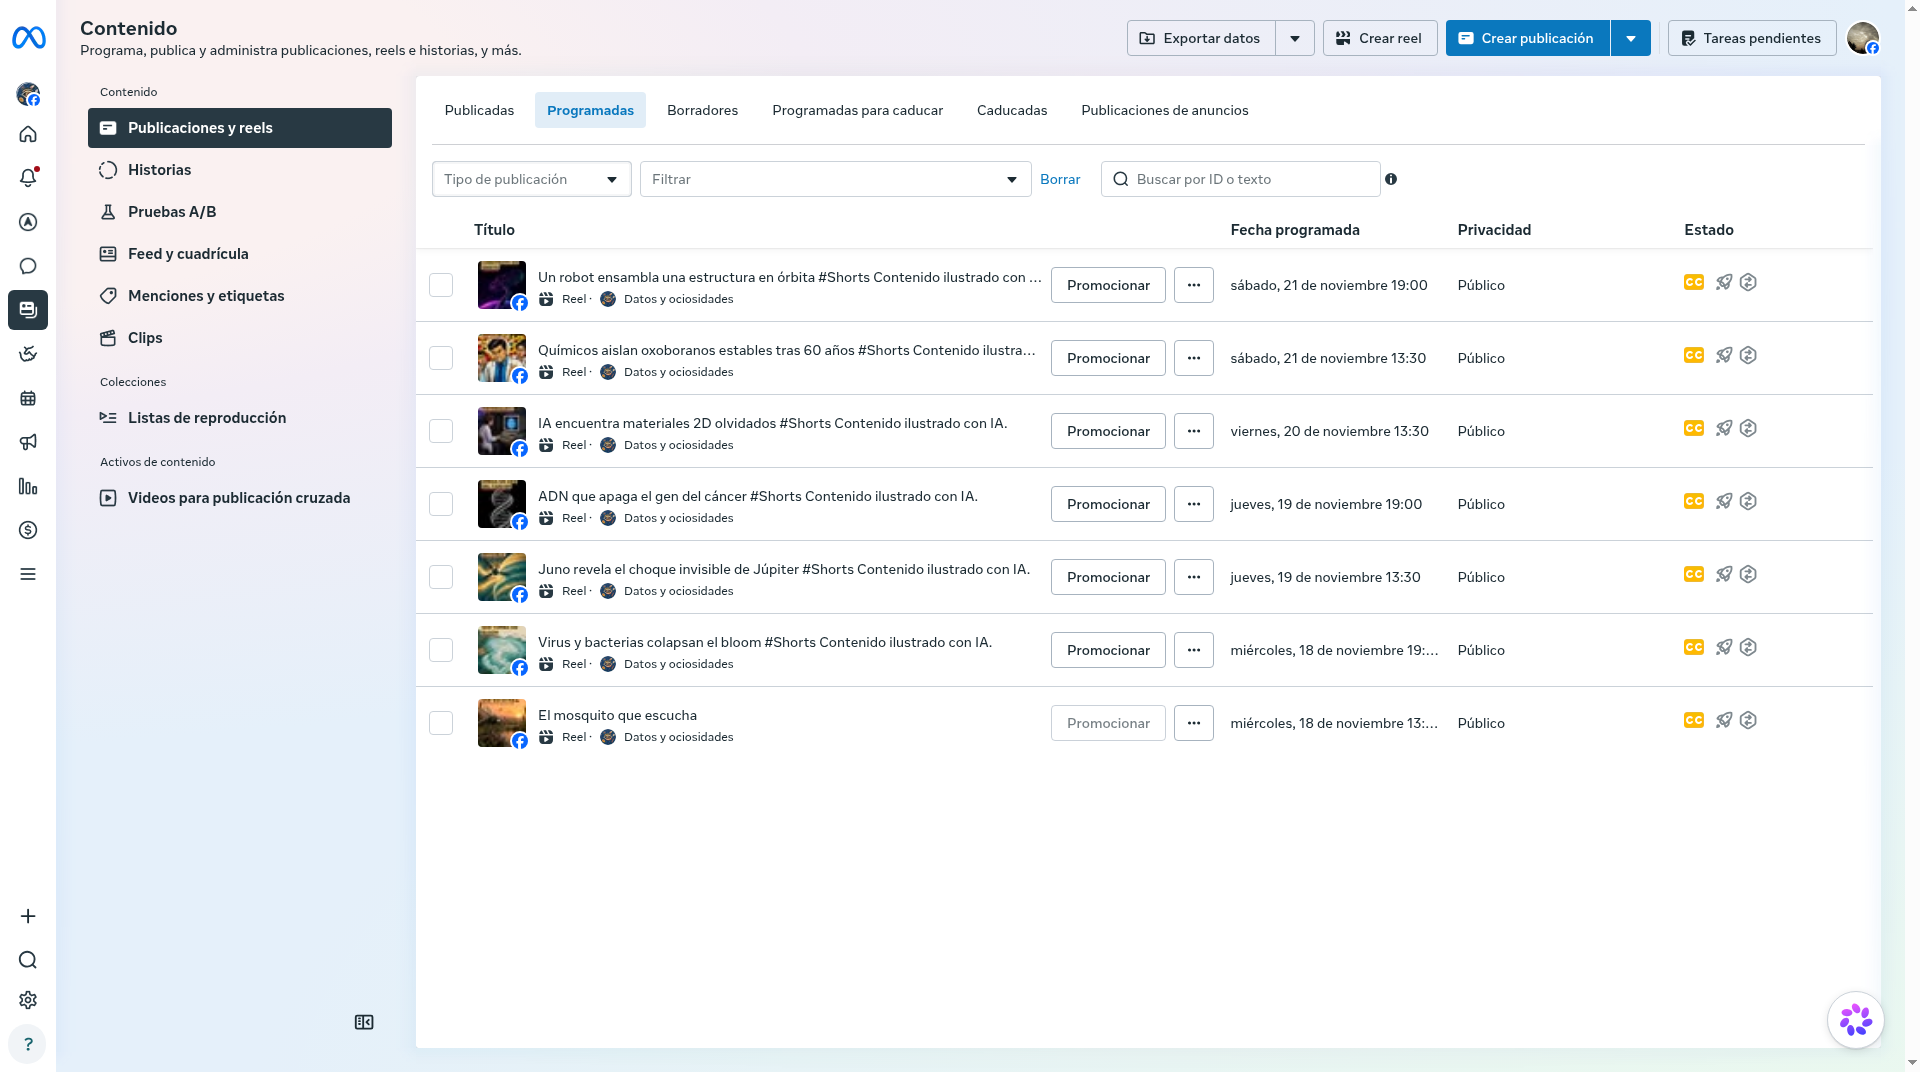 Contenido
Programa, publica y administra publicaciones, reels e historias, y más.
Exportar datos
Crear reel
Crear publicación
Tareas pendientes
Contenido
Publicaciones y reels
Historias
Pruebas A/B
Feed y cuadrícula
Menciones y etiquetas
Clips
Colecciones
Listas de reproducción
Activos de contenido
Videos para publicación cruzada
Publicadas
Programadas
Borradores
Programadas para caducar
Caducadas
Publicaciones de anuncios
Tipo de publicación
Filtrar
Borrar
Buscar por ID o texto
Título
Fecha programada
Privacidad
Estado
Un robot ensambla una estructura en órbita #Shorts Contenido ilustrado con ...
Reel · Datos y ociosidades
Promocionar
sábado, 21 de noviembre 19:00
Público
CC
Químicos aislan oxoboranos estables tras 60 años #Shorts Contenido ilustra...
Reel · Datos y ociosidades
Promocionar
sábado, 21 de noviembre 13:30
Público
CC
IA encuentra materiales 2D olvidados #Shorts Contenido ilustrado con IA.
Reel · Datos y ociosidades
Promocionar
viernes, 20 de noviembre 13:30
Público
CC
ADN que apaga el gen del cáncer #Shorts Contenido ilustrado con IA.
Reel · Datos y ociosidades
Promocionar
jueves, 19 de noviembre 19:00
Público
CC
Juno revela el choque invisible de Júpiter #Shorts Contenido ilustrado con IA.
Reel · Datos y ociosidades
Promocionar
jueves, 19 de noviembre 13:30
Público
CC
Virus y bacterias colapsan el bloom #Shorts Contenido ilustrado con IA.
Reel · Datos y ociosidades
Promocionar
miércoles, 18 de noviembre 19:...
Público
CC
El mosquito que escucha
Reel · Datos y ociosidades
Promocionar
miércoles, 18 de noviembre 13:...
Público
CC